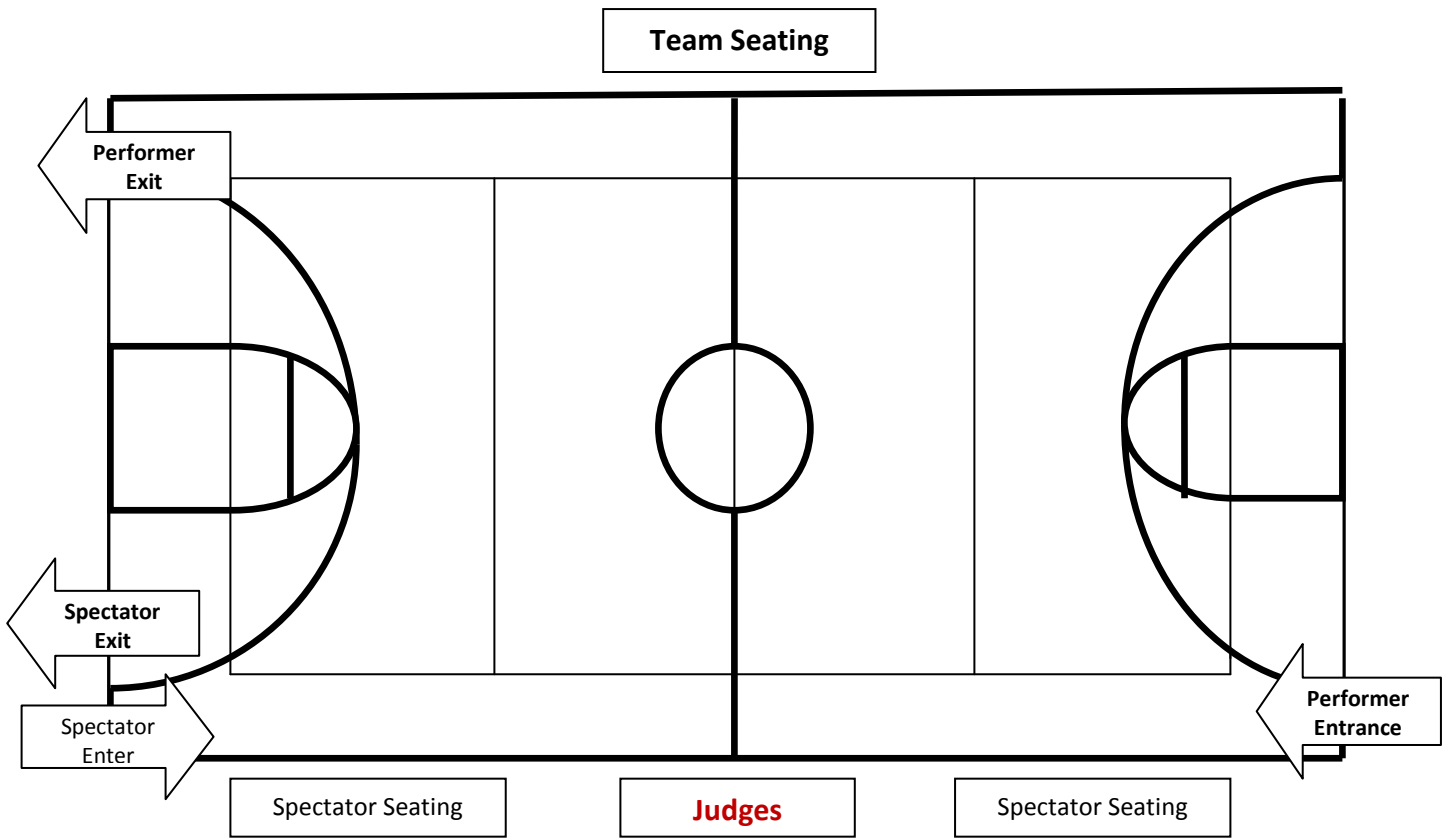 Team Seating
Performer
Exit
Spectator
Exit
Spectator
Enter
Performer
Entrance
Spectator Seating
Judges
Spectator Seating